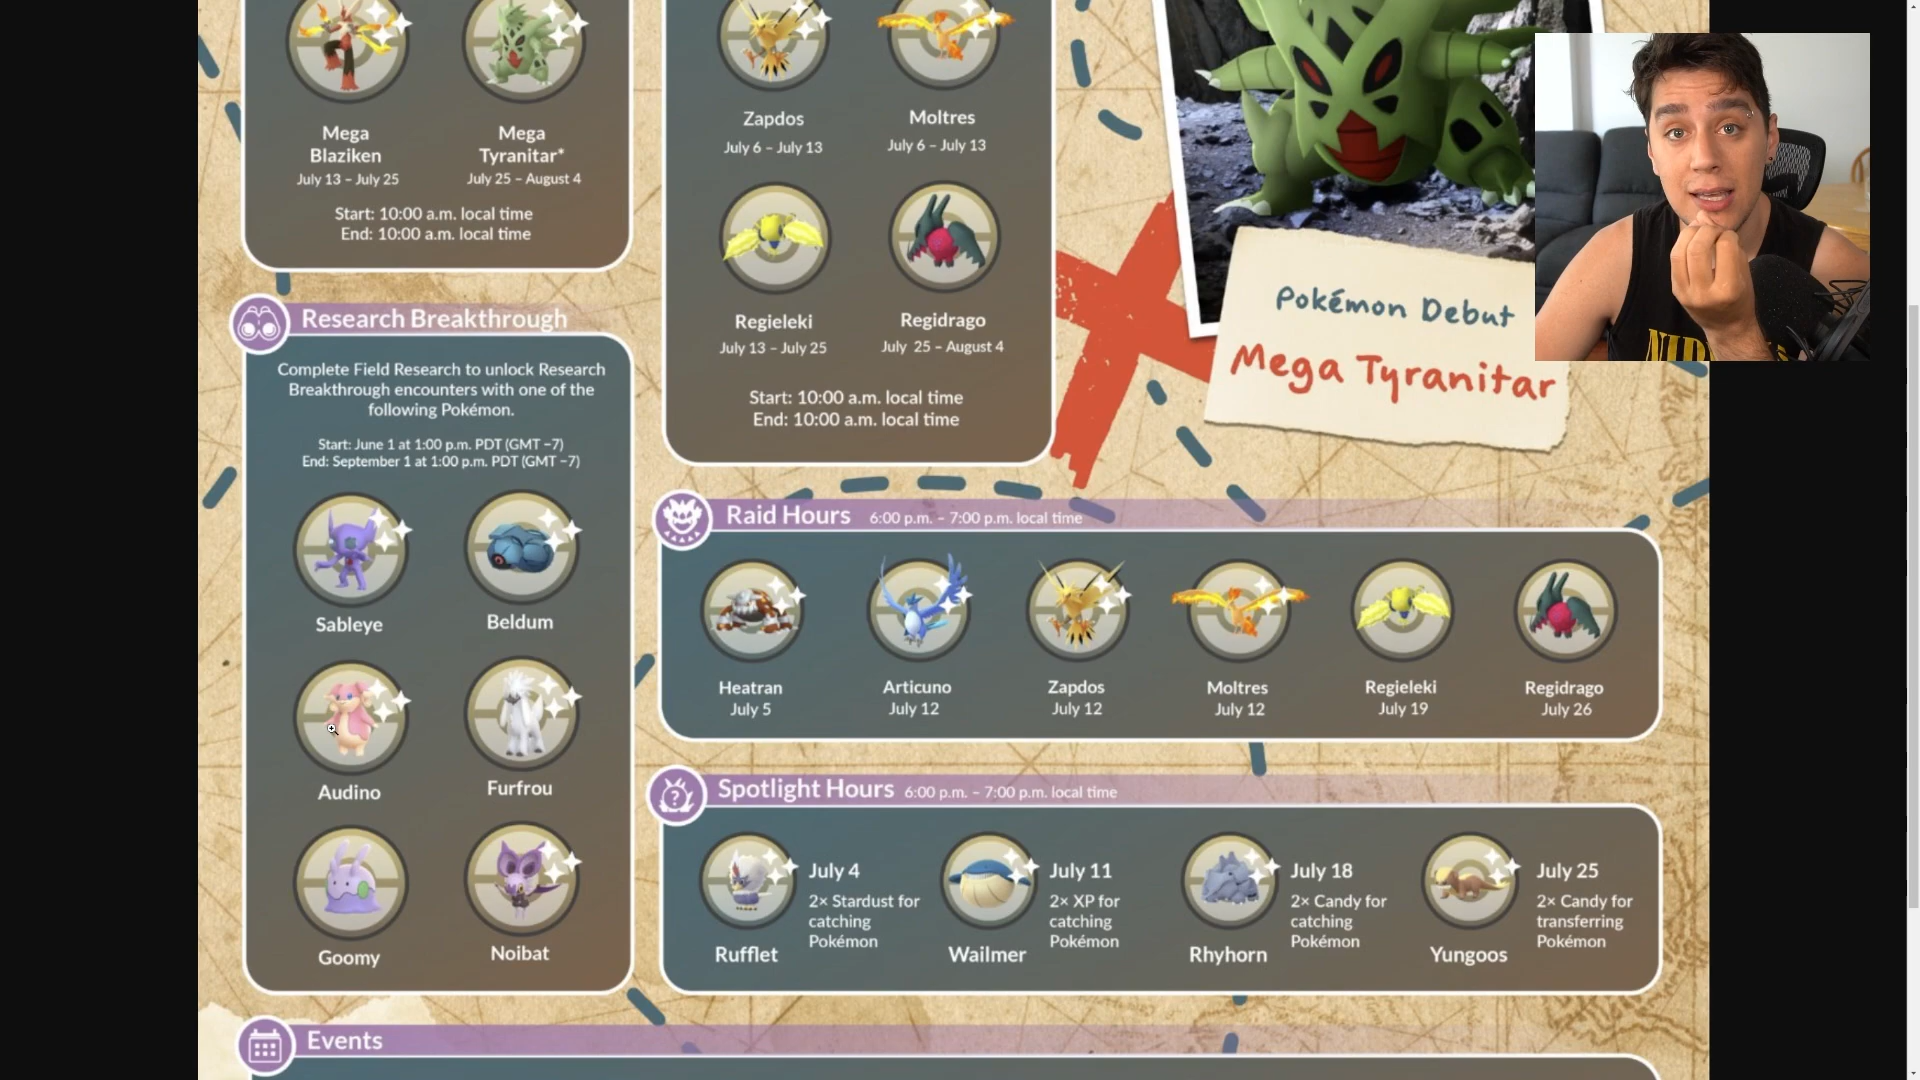 Mega
Blaziken
July 13 – July 25
Mega
Tyranitar*
July 25 – August 4
Start: 10:00 a.m. local time
End: 10:00 a.m. local time
Zapdos
July 6 – July 13
Moltres
July 6 – July 13
Regieleki
July 13 – July 25
Regidrago
July 25 – August 4
Start: 10:00 a.m. local time
End: 10:00 a.m. local time
Pokémon Debut
Mega Tyranitar
Research Breakthrough
Complete Field Research to unlock Research
Breakthrough encounters with one of the
following Pokémon.
Start: June 1 at 1:00 p.m. PDT (GMT −7)
End: September 1 at 1:00 p.m. PDT (GMT −7)
Sableye
Beldum
Audino
Furfrou
Goomy
Noibat
Raid Hours 6:00 p.m. – 7:00 p.m. local time
Heatran
July 5
Articuno
July 12
Zapdos
July 12
Moltres
July 12
Regieleki
July 19
Regidrago
July 26
Spotlight Hours 6:00 p.m. – 7:00 p.m. local time
Rufflet
July 4
2× Stardust for
catching
Pokémon
Wailmer
July 11
2× XP for
catching
Pokémon
Rhyhorn
July 18
2× Candy for
catching
Pokémon
Yungoos
July 25
2× Candy for
transferring
Pokémon
Events